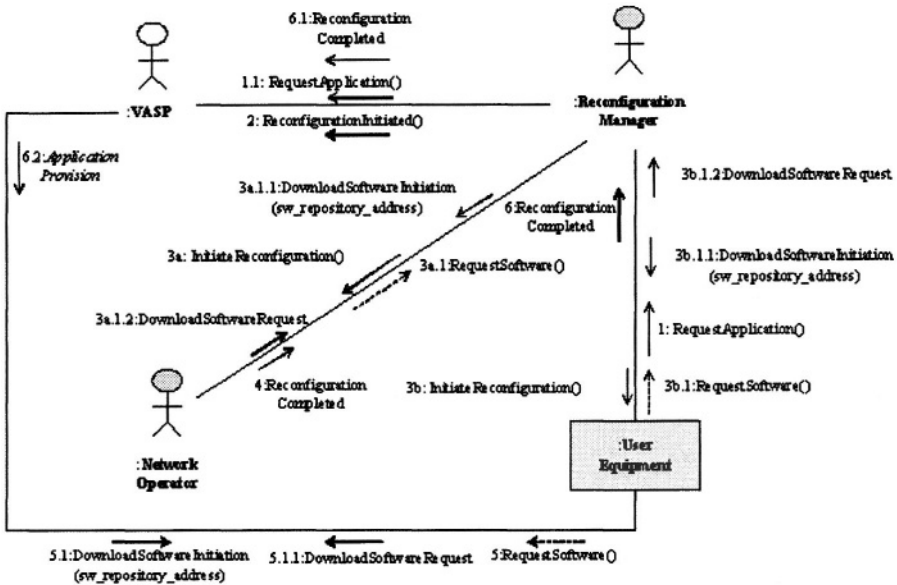 6.1:Reconfiguration
Completed
1.1: RequestApplication()
:VASP
2: ReconfigurationInitiated()
:Reconfiguration
Manager
6.2:Application
Provision
3a.1.1:DownloadSoftwareInitiation
(sw_repository_address)
6:Reconfiguration
Completed
3b.1.2:DownloadSoftwareRequest
3a: InitiateReconfiguration()
3a.1:RequestSoftware()
3b.1.1:DownloadSoftwareInitiation
(sw_repository_address)
3a.1.2:DownloadSoftwareRequest
1: RequestApplication()
4:Reconfiguration
Completed
3b: InitiateReconfiguration()
3b.1:RequestSoftware()
:Network
Operator
:User
Equipment
5.1:DownloadSoftwareInitiation
(sw_repository_address)
5.1.1:DownloadSoftwareRequest
5:RequestSoftware()